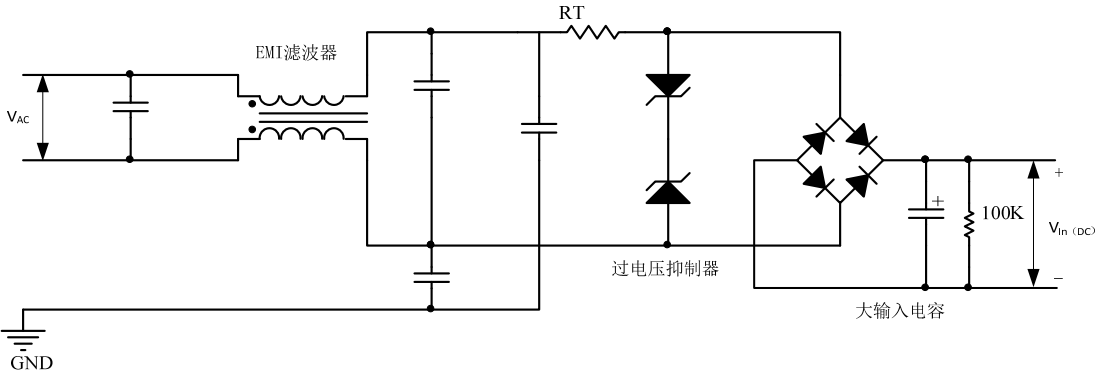 RT
EMI滤波器
VAC
+
+
100K
VIn（DC）
过电压抑制器
−
大输入电容
GND